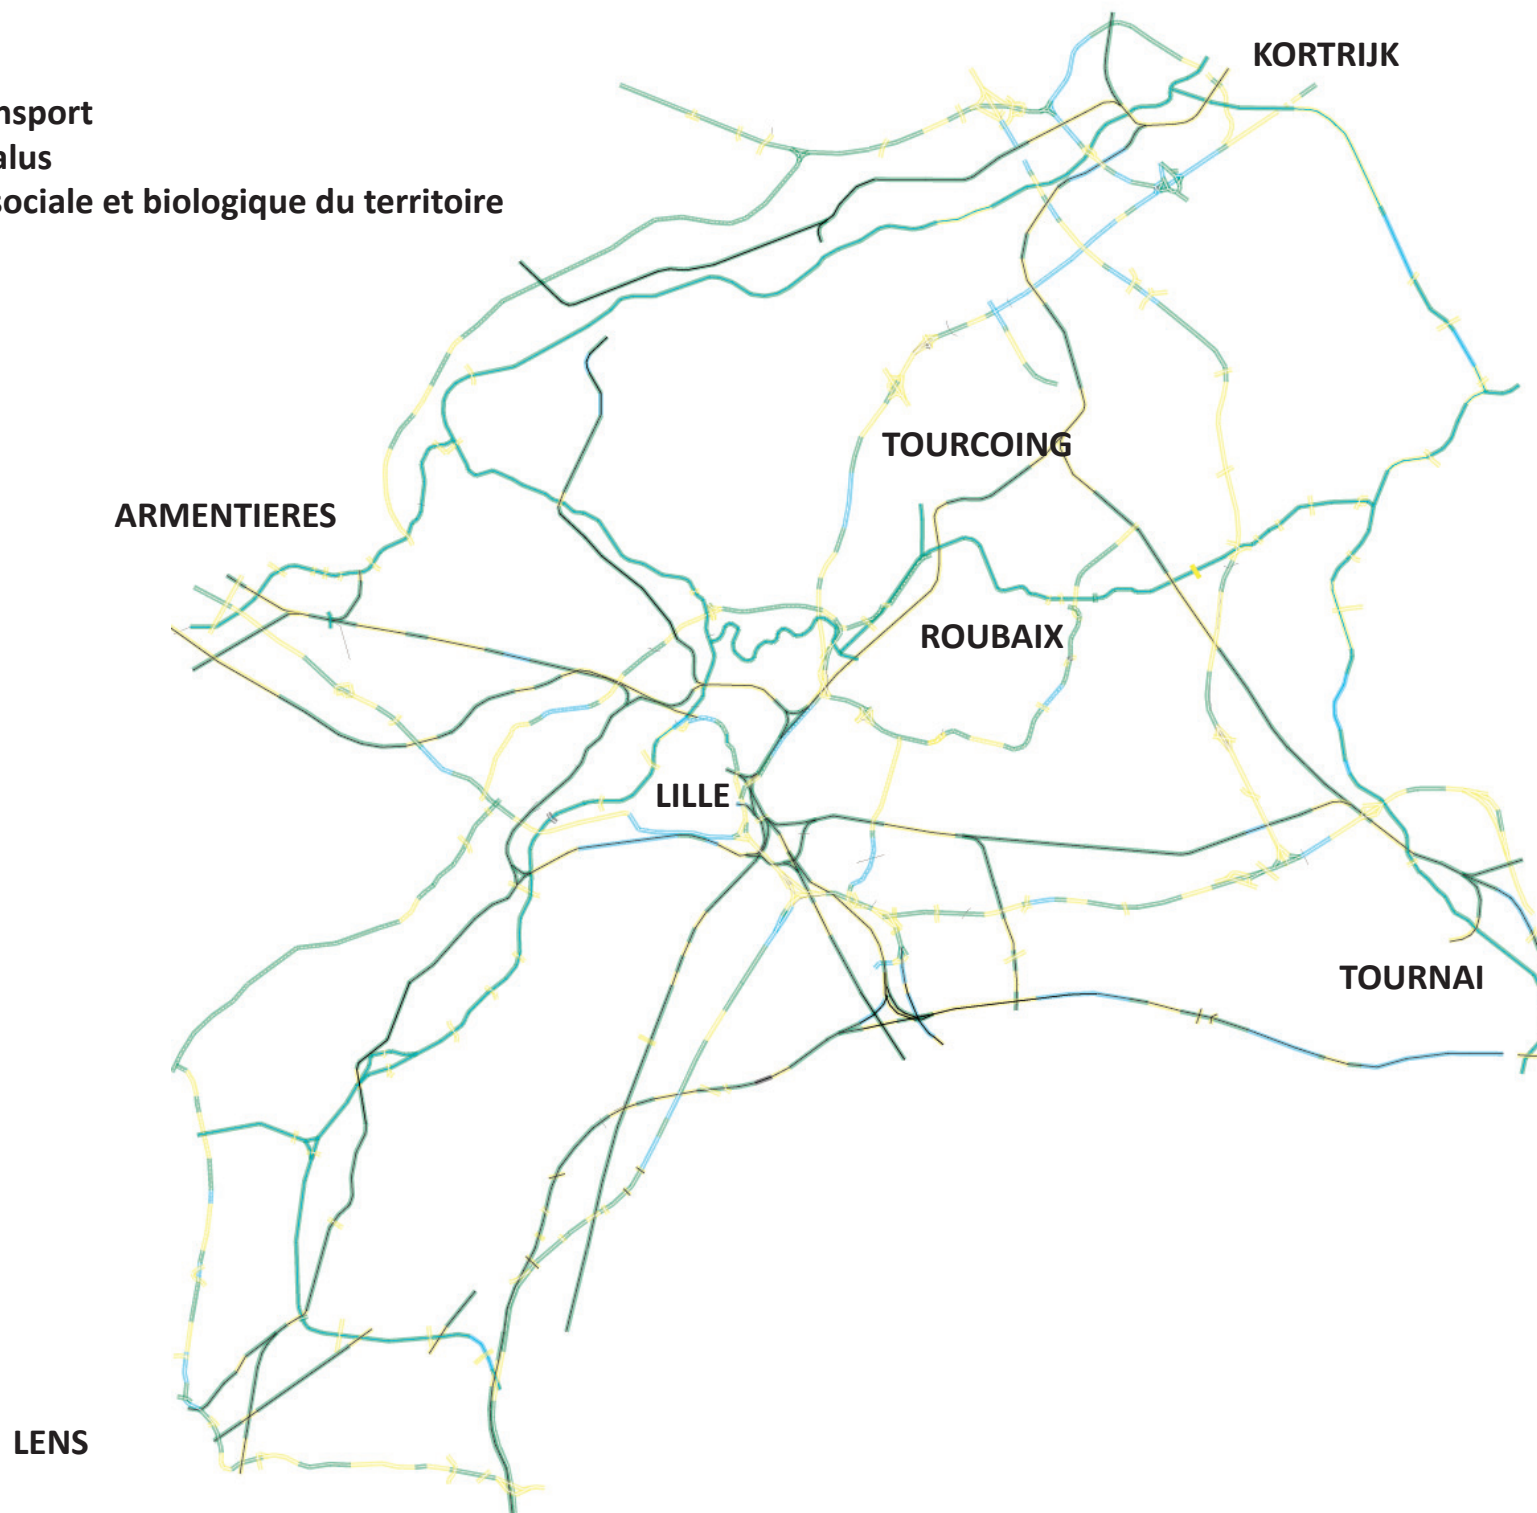 nsport
alus
sociale et biologique du territoire
KORTRIJK
TOURCOING
ARMENTIERES
ROUBAIX
LILLE
TOURNAI
LENS